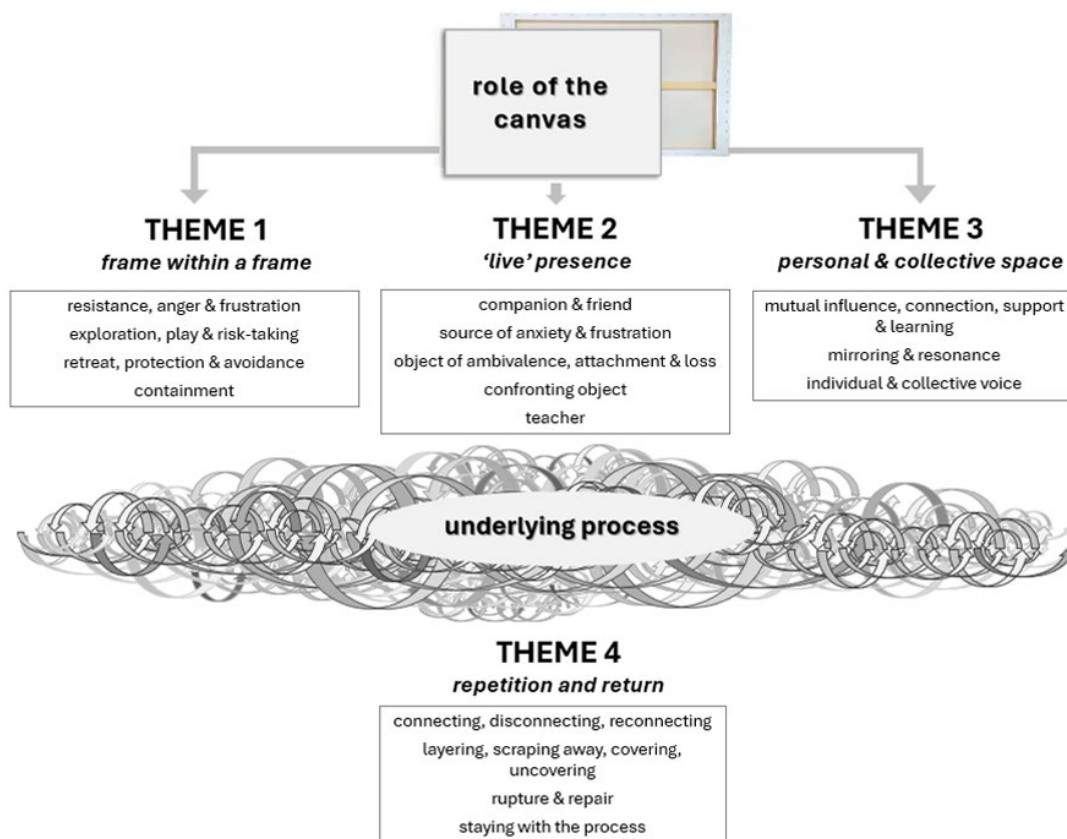 role of the
canvas
THEME 1
frame within a frame
resistance, anger & frustration
exploration, play & risk-taking
retreat, protection & avoidance
containment
THEME 2
‘live’ presence
companion & friend
source of anxiety & frustration
object of ambivalence, attachment & loss
confronting object
teacher
THEME 3
personal & collective space
mutual influence, connection, support
& learning
mirroring & resonance
individual & collective voice
underlying process
THEME 4
repetition and return
connecting, disconnecting, reconnecting
layering, scraping away, covering,
uncovering
rupture & repair
staying with the process